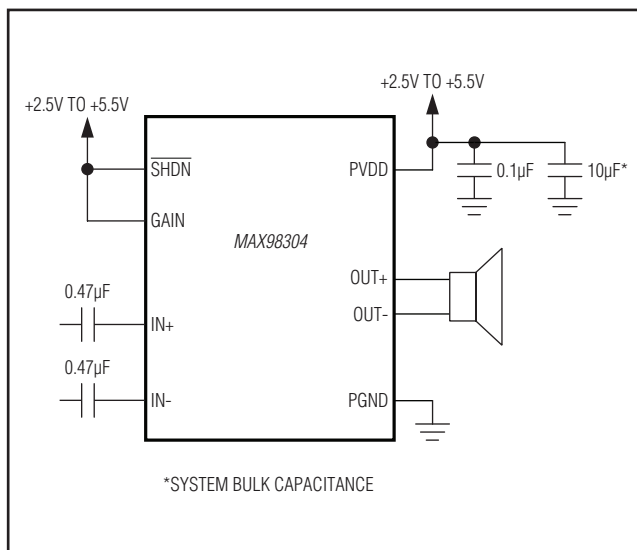 +2.5V TO +5.5V
+2.5V TO +5.5V
SHDN
PVDD
0.1µF
10µF*
GAIN
MAX98304
OUT+
0.47µF
OUT-
IN+
0.47µF
IN-
PGND
*SYSTEM BULK CAPACITANCE